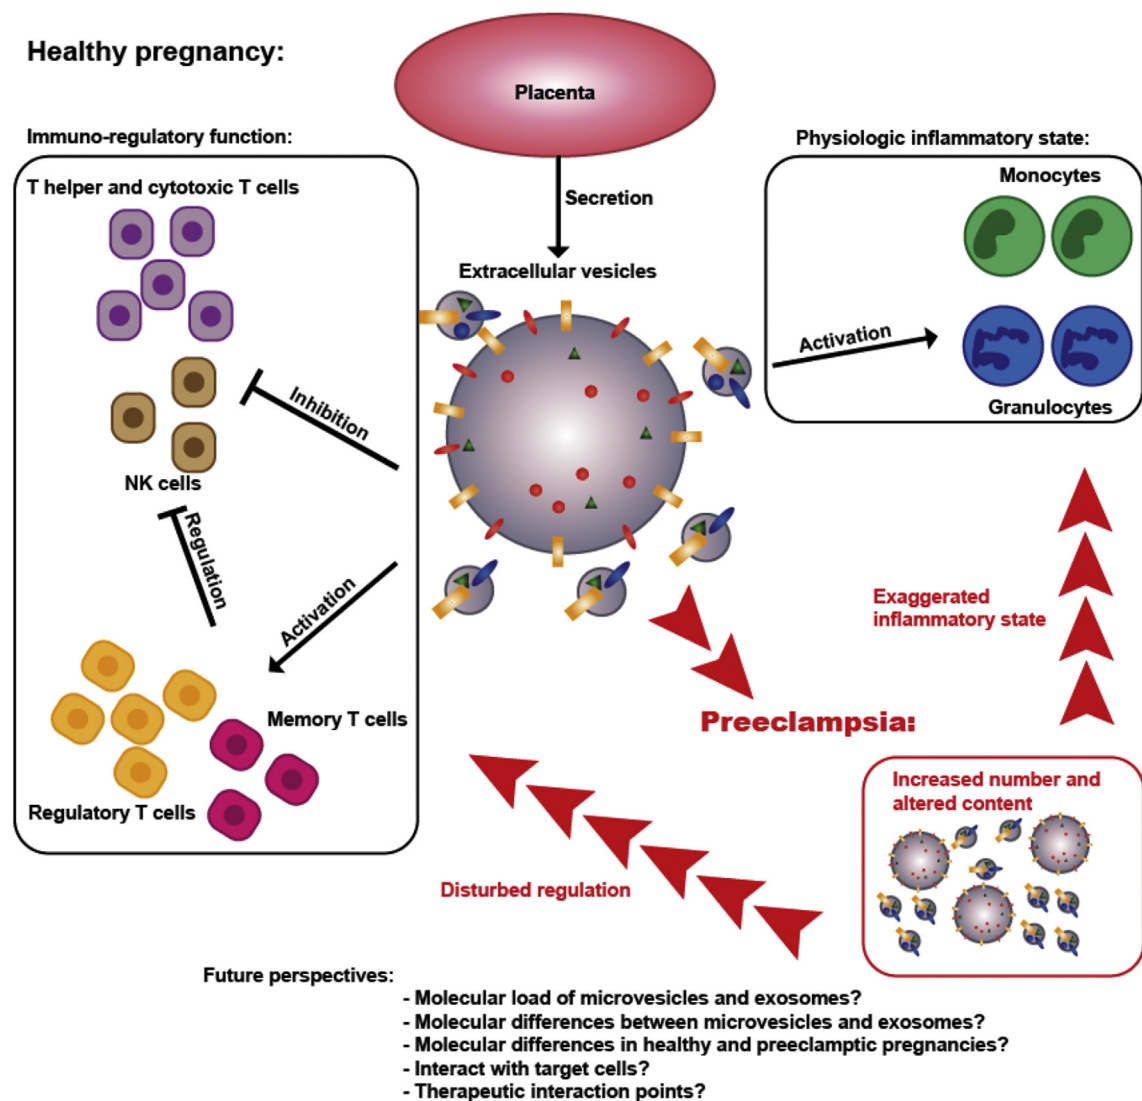 Healthy pregnancy:
Placenta
Immuno-regulatory function:
Physiologic inflammatory state:
T helper and cytotoxic T cells
Monocytes
Secretion
Extracellular vesicles
Activation
Granulocytes
Inhibition
NK cells
Regulation
Activation
Memory T cells
Regulatory T cells
Exaggerated
inflammatory state
Preeclampsia:
Increased number and
altered content
Disturbed regulation
Future perspectives:
- Molecular load of microvesicles and exosomes?
- Molecular differences between microvesicles and exosomes?
- Molecular differences in healthy and preeclamptic pregnancies?
- Interact with target cells?
- Therapeutic interaction points?